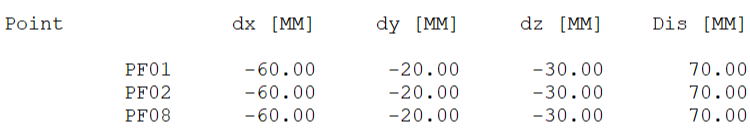 Point dx [MM] dy [MM] dz [MM] Dis [MM]
PF01 -60.00 -20.00 -30.00 70.00
PF02 -60.00 -20.00 -30.00 70.00
PF08 -60.00 -20.00 -30.00 70.00